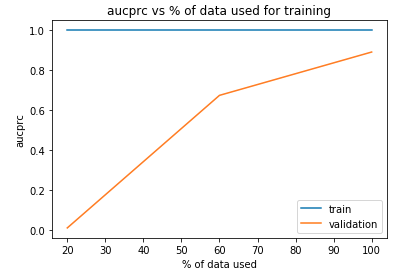 aucprc vs % of data used for training
aucprc
1.0
0.8
0.6
0.4
0.2
0.0
train
validation
20 30 40 50 60 70 80 90 100
% of data used